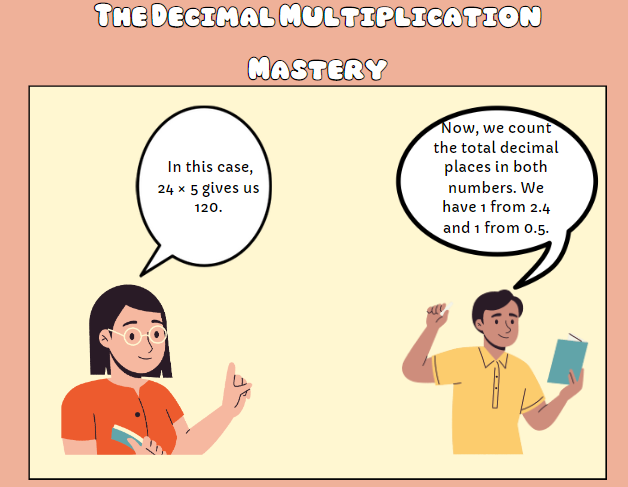 The Decimal Multiplication
Mastery
In this case,
24 × 5 gives us
120.
Now, we count
the total decimal
places in both
numbers. We
have 1 from 2.4
and 1 from 0.5.